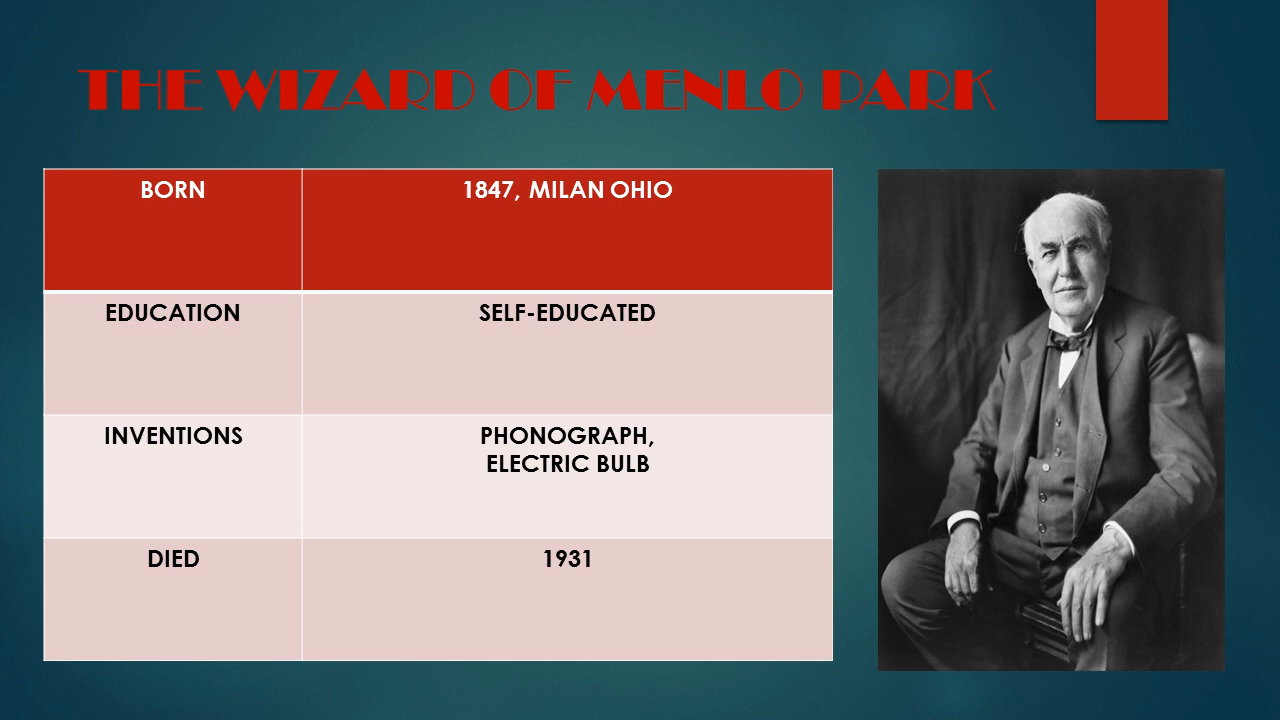 THE WIZARD OF MENLO PARK
BORN
1847, MILAN OHIO
EDUCATION
SELF-EDUCATED
INVENTIONS
PHONOGRAPH,
ELECTRIC BULB
DIED
1931